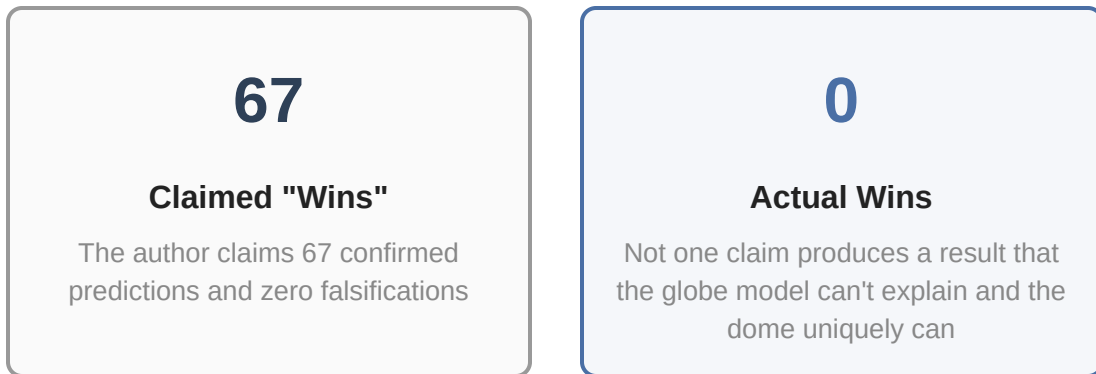 67
Claimed "Wins"
The author claims 67 confirmed
predictions and zero falsifications
0
Actual Wins
Not one claim produces a result that
the globe model can't explain and the
dome uniquely can